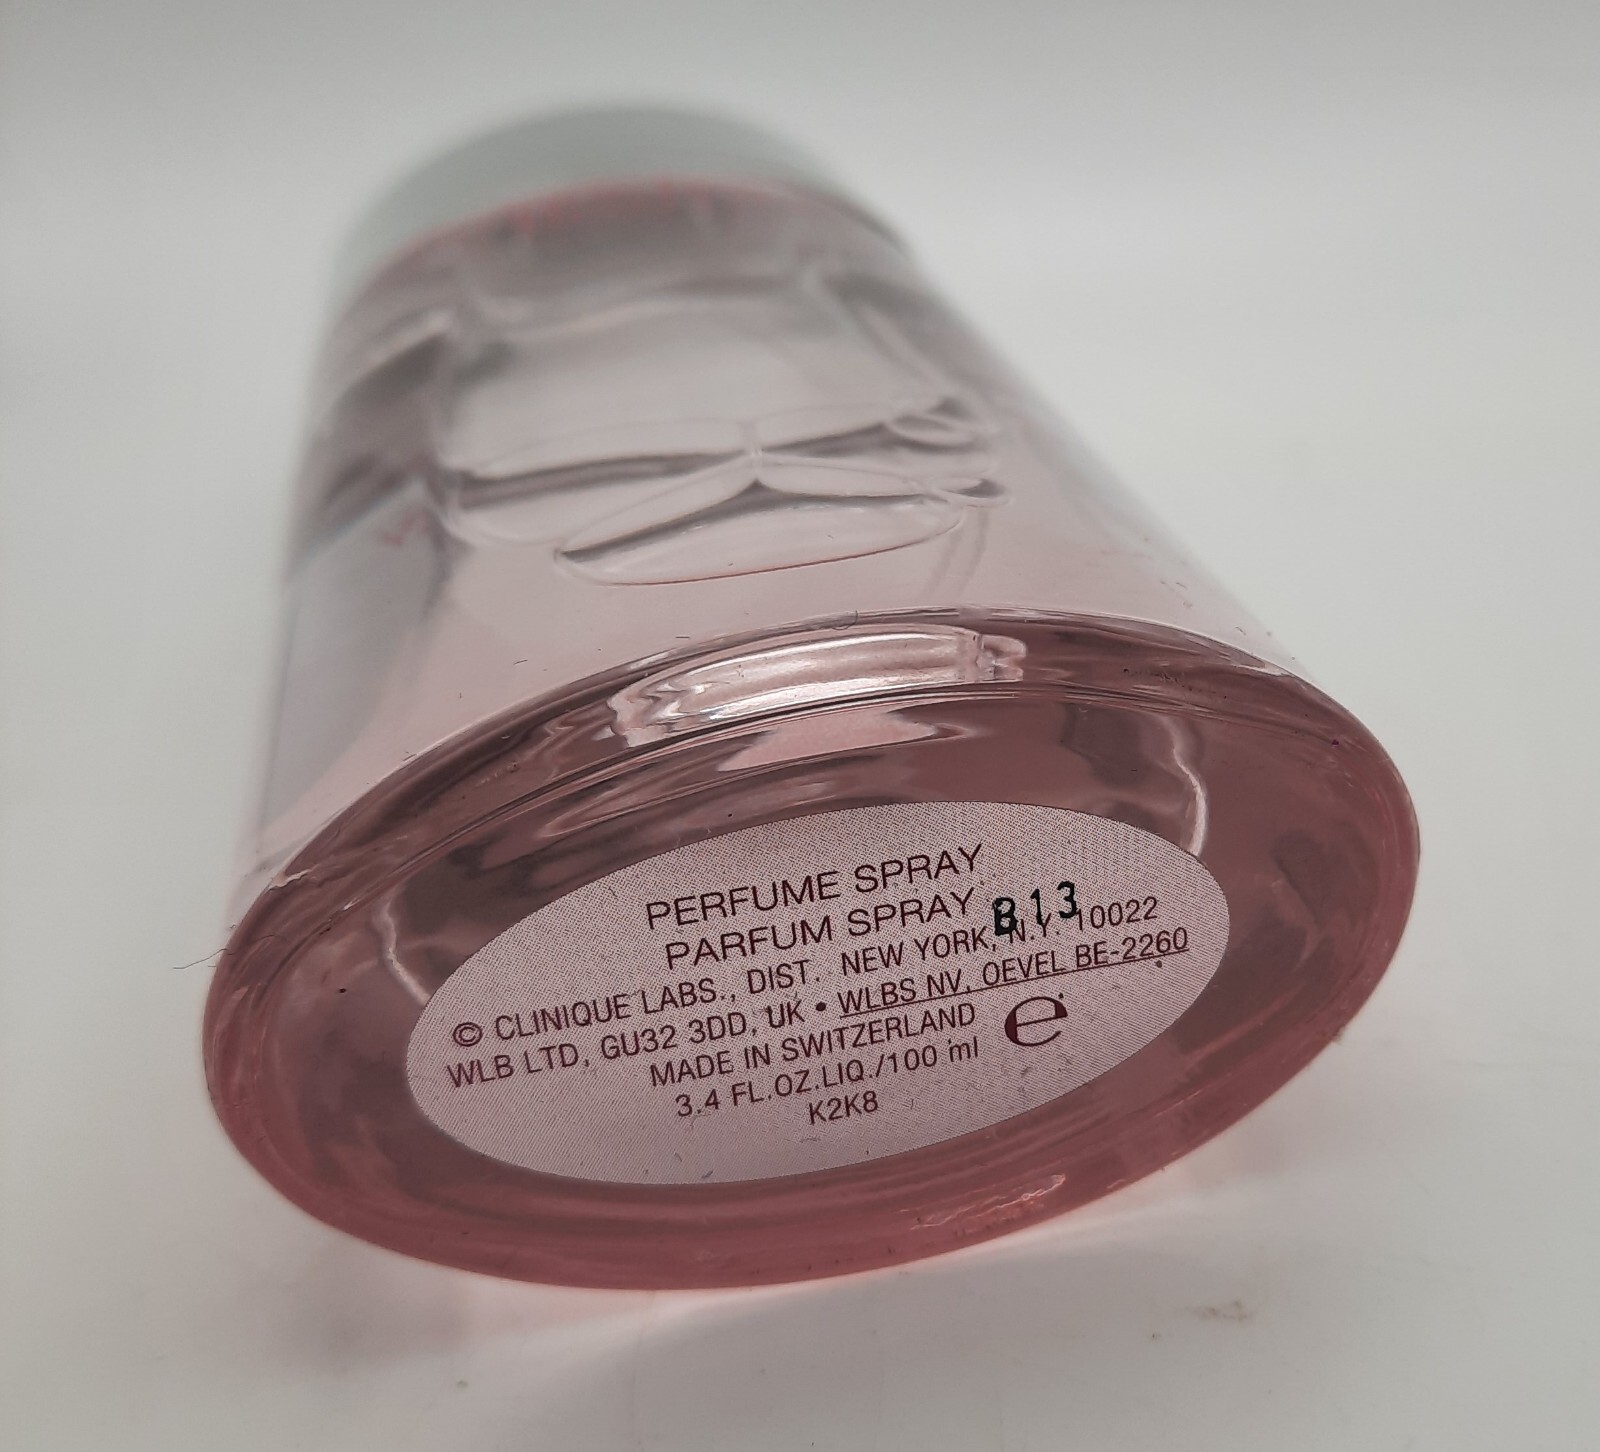 PERFUME SPRAY
PARFUM SPRAY
B13
© CLINIQUE LABS., DIST. NEW YORK, N.Y. 10022
WLB LTD, GU32 3DD, UK • WLBS NV, OEVEL BE-2260
MADE IN SWITZERLAND
3.4 FL.OZ.LIQ./100 ml ℮
K2K8